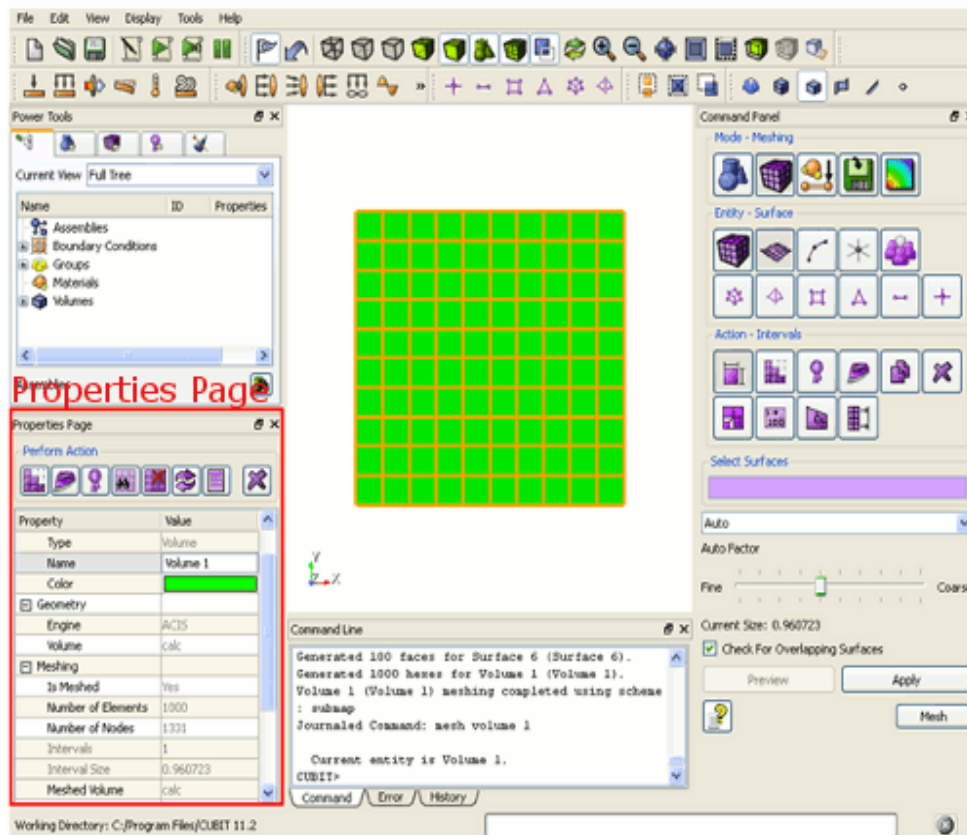 File Edit View Display Tools Help
Power Tools
Current View Full Tree
Name ID Properties
Assemblies
Boundary Conditions
Groups
Materials
Volumes
Properties Page
Properties Page
Perform Action
Property Value
Type Volume
Name Volume 1
Color
Geometry
Engine ACIS
Volume calc
Meshing
Is Meshed Yes
Number of Elements 1000
Number of Nodes 1331
Intervals 1
Interval Size 0.960723
Meshed Volume calc
Working Directory: C:/Program Files/CUBIT 11.2
Y
Z X
Command Line
Generated 100 faces for Surface 6 (Surface 6).
Generated 1000 hexes for Volume 1 (Volume 1).
Volume 1 (Volume 1) meshing completed using scheme
: submap
Journaled Command: mesh volume 1
Current entity is Volume 1.
CUBIT>
Command Error History
Command Panel
Mode - Meshing
Entity - Surface
Action - Intervals
Select Surfaces
Auto
Auto Factor
Fine Coars
Current Size: 0.960723
Check For Overlapping Surfaces
Preview Apply
Mesh